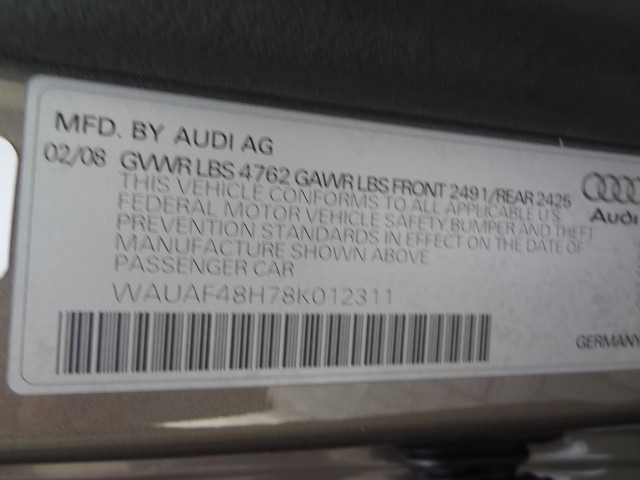 MFD. BY AUDI AG
02/08 GVWR LBS 4762 GAWR LBS FRONT 2491/REAR 2425
THIS VEHICLE CONFORMS TO ALL APPLICABLE U.S.
FEDERAL MOTOR VEHICLE SAFETY BUMPER AND THEFT
PREVENTION STANDARDS IN EFFECT ON THE DATE OF
MANUFACTURE SHOWN ABOVE
PASSENGER CAR
WAUAF48H78K012311
Audi
GERMANY